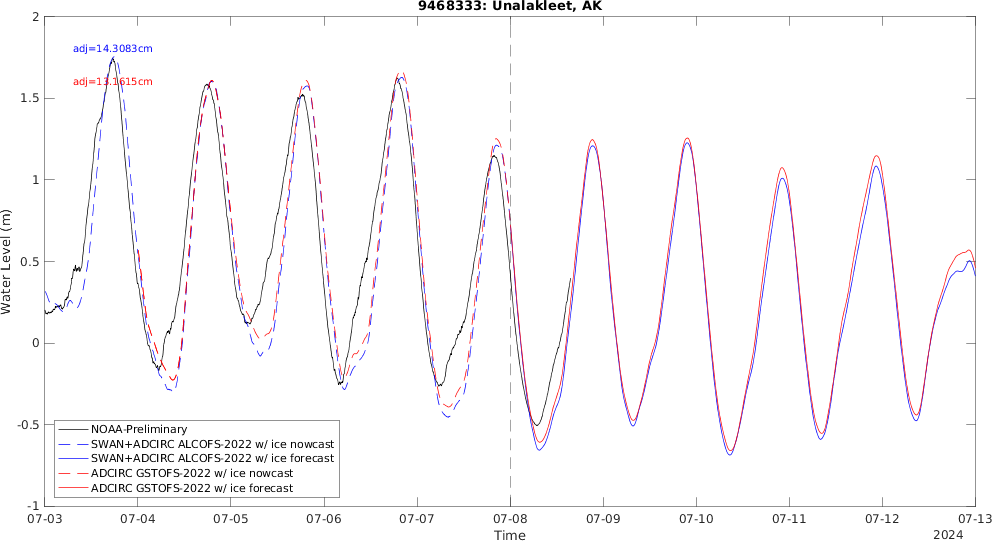 9468333: Unalakleet, AK
adj=14.3083cm
adj=13.1615cm
Water Level (m)
2
1.5
1
0.5
0
-0.5
-1
NOAA-Preliminary
SWAN+ADCIRC ALCOFS-2022 w/ ice nowcast
SWAN+ADCIRC ALCOFS-2022 w/ ice forecast
ADCIRC GSTOFS-2022 w/ ice nowcast
ADCIRC GSTOFS-2022 w/ ice forecast
07-03 07-04 07-05 07-06 07-07 07-08 07-09 07-10 07-11 07-12 07-13
Time
2024